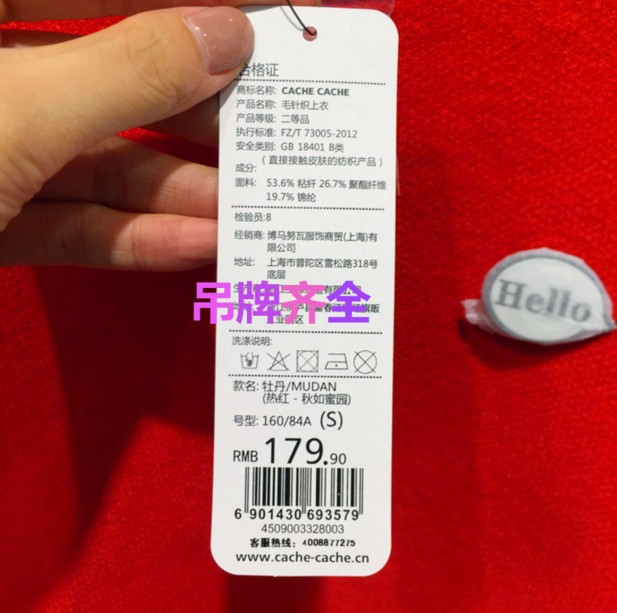 合格证
商标名称: CACHE CACHE
产品名称: 毛针织上衣
产品等级: 二等品
执行标准: FZ/T 73005-2012
安全类别: GB 18401 B类
(直接接触皮肤的纺织产品)
成分:
面料: 53.6% 粘纤 26.7% 聚酯纤维
19.7% 锦纶
检验员:8
经销商: 博马努瓦服饰商贸(上海)有
限公司
地址: 上海市普陀区雪松路318号
底层
吊牌齐全
洗涤说明:
款名: 牡丹/MUDAN
(热红 - 秋如蜜园)
号型: 160/84A (S)
RMB 179.90
6 901430 693579
4509003328003
客服热线: 4008877275
www.cache-cache.cn
Hello